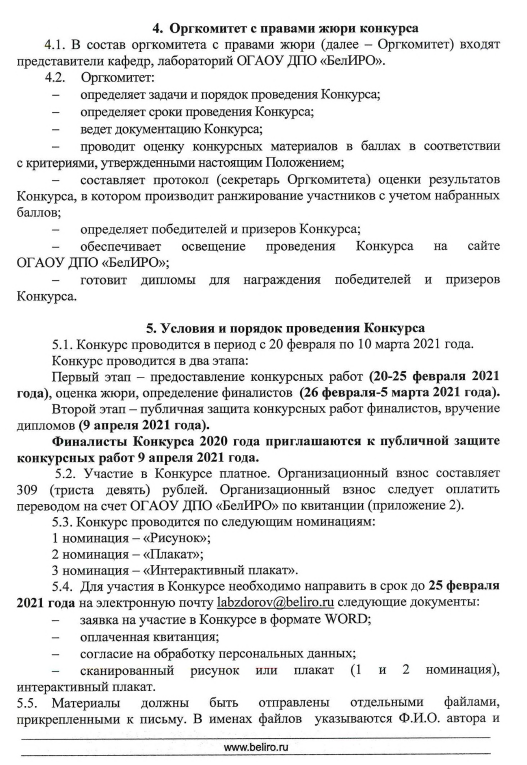 4. Оргкомитет с правами жюри конкурса
4.1. В состав оргкомитета с правами жюри (далее – Оргкомитет) входят
представители кафедр, лабораторий ОГАОУ ДПО «БелИРО».
4.2. Оргкомитет:
– определяет задачи и порядок проведения Конкурса;
– определяет сроки проведения Конкурса;
– ведет документацию Конкурса;
– проводит оценку конкурсных материалов в баллах в соответствии
с критериями, утвержденными настоящим Положением;
– составляет протокол (секретарь Оргкомитета) оценки результатов
Конкурса, в котором производит ранжирование участников с учетом набранных
баллов;
– определяет победителей и призеров Конкурса;
– обеспечивает освещение проведения Конкурса на сайте
ОГАОУ ДПО «БелИРО»;
– готовит дипломы для награждения победителей и призеров
Конкурса.
5. Условия и порядок проведения Конкурса
5.1. Конкурс проводится в период с 20 февраля по 10 марта 2021 года.
Конкурс проводится в два этапа:
Первый этап – предоставление конкурсных работ (20-25 февраля 2021
года), оценка жюри, определение финалистов (26 февраля-5 марта 2021 года).
Второй этап – публичная защита конкурсных работ финалистов, вручение
дипломов (9 апреля 2021 года).
Финалисты Конкурса 2020 года приглашаются к публичной защите
конкурсных работ 9 апреля 2021 года.
5.2. Участие в Конкурсе платное. Организационный взнос составляет
309 (триста девять) рублей. Организационный взнос следует оплатить
переводом на счет ОГАОУ ДПО «БелИРО» по квитанции (приложение 2).
5.3. Конкурс проводится по следующим номинациям:
1 номинация – «Рисунок»;
2 номинация – «Плакат»;
3 номинация – «Интерактивный плакат».
5.4. Для участия в Конкурсе необходимо направить в срок до 25 февраля
2021 года на электронную почту labzdorov@beliro.ru следующие документы:
– заявка на участие в Конкурсе в формате WORD;
– оплаченная квитанция;
– согласие на обработку персональных данных;
– сканированный рисунок или плакат (1 и 2 номинация),
интерактивный плакат.
5.5. Материалы должны быть отправлены отдельными файлами,
прикрепленными к письму. В именах файлов указываются Ф.И.О. автора и
www.beliro.ru